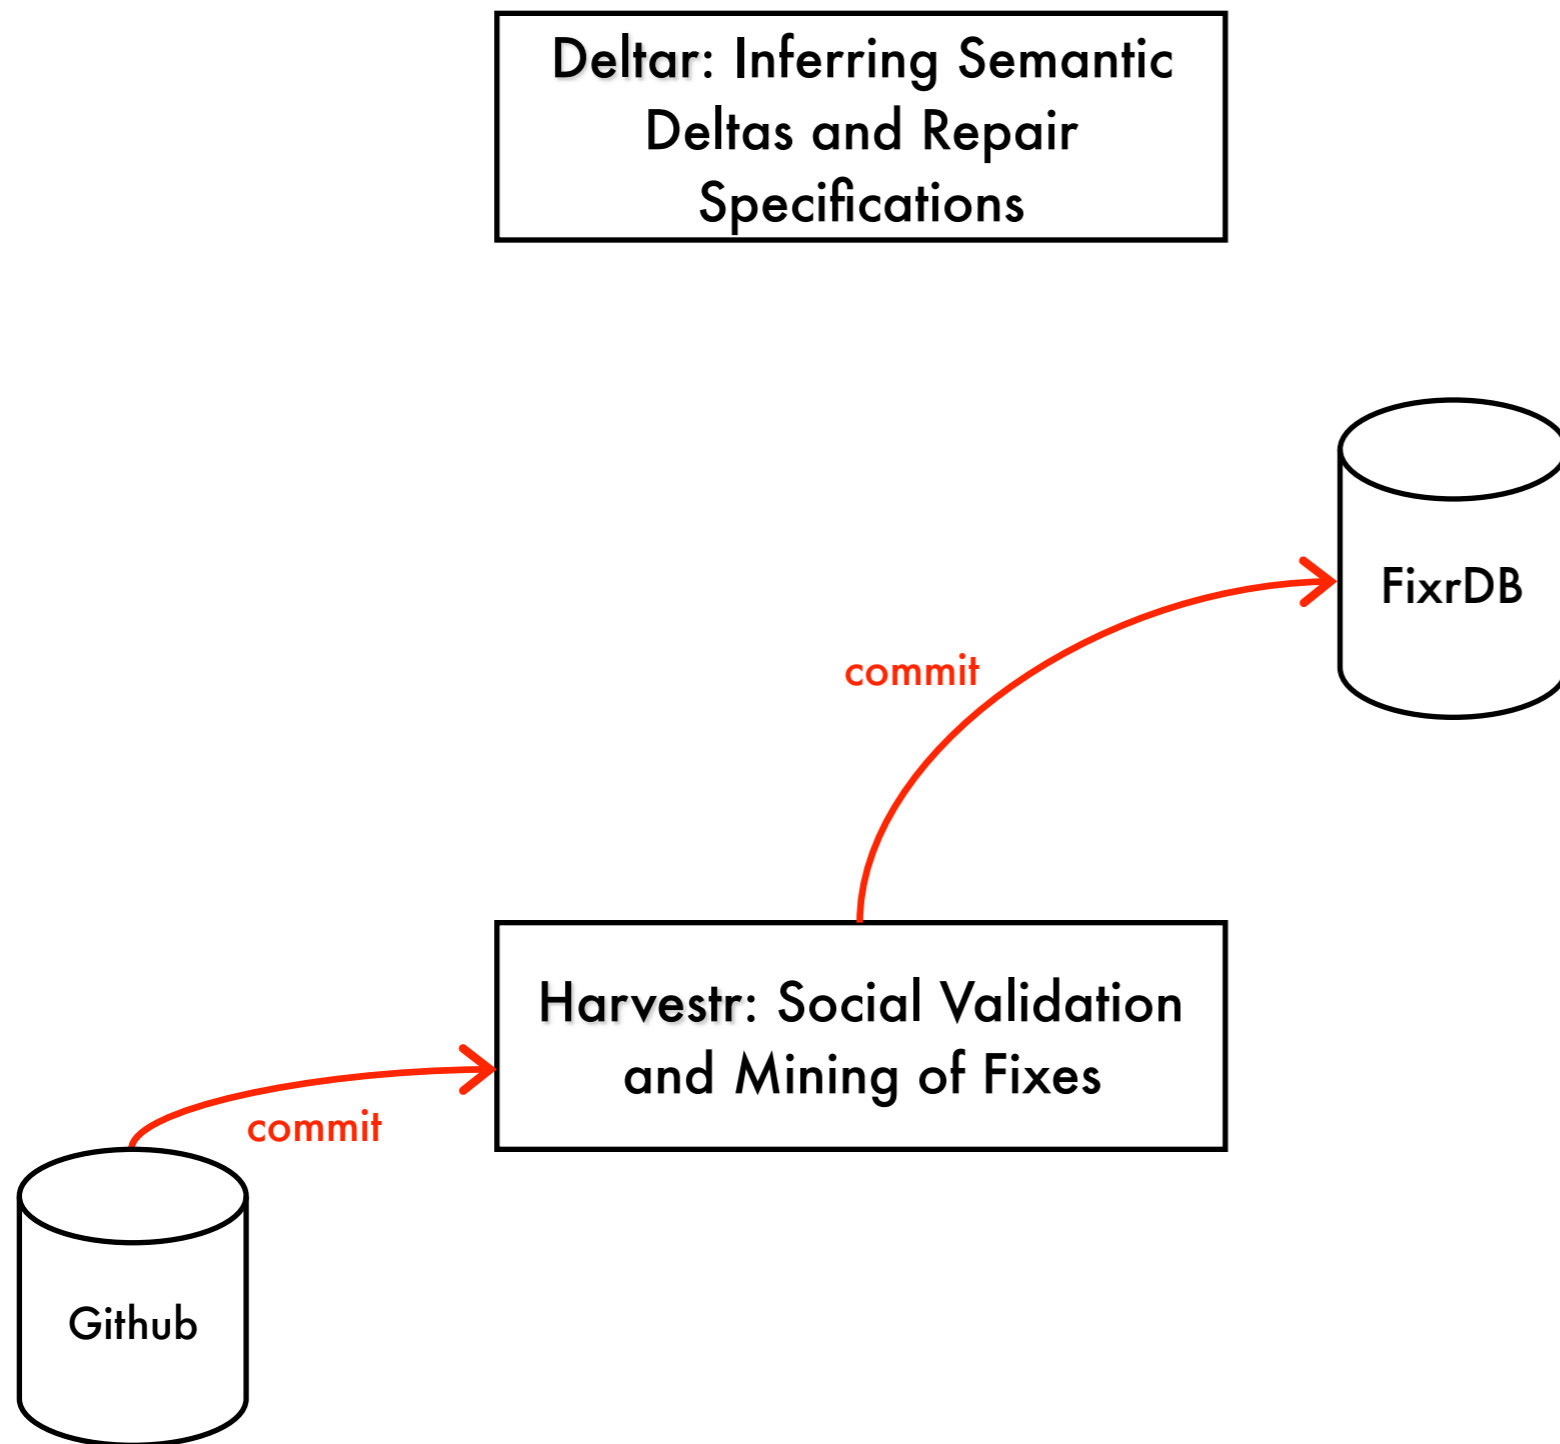 Deltar: Inferring Semantic
Deltas and Repair
Specifications
FixrDB
commit
Harvestr: Social Validation
and Mining of Fixes
commit
Github